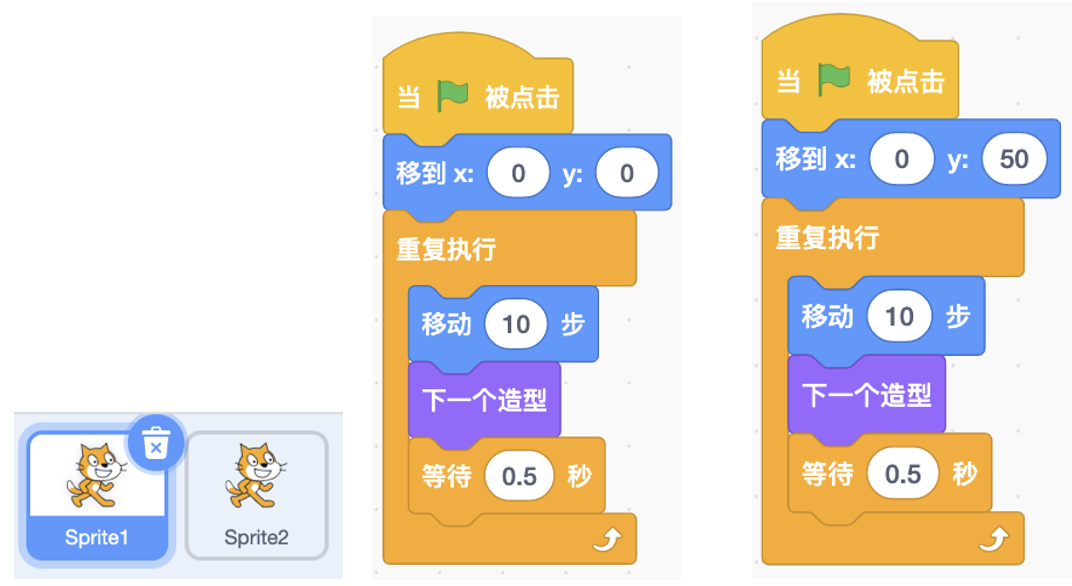 Sprite1
Sprite2
当 被点击
移到 x: 0 y: 0
重复执行
移动 10 步
下一个造型
等待 0.5 秒
当 被点击
移到 x: 0 y: 50
重复执行
移动 10 步
下一个造型
等待 0.5 秒